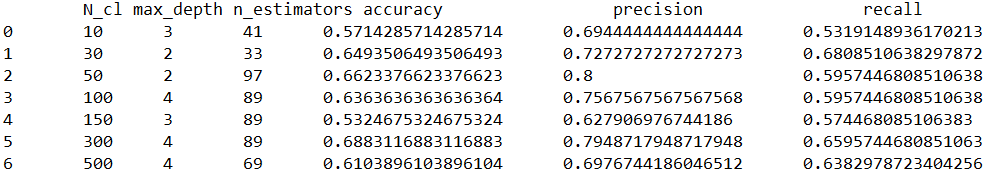 N_cl max_depth n_estimators accuracy precision recall
0 10 3 41 0.5714285714285714 0.6944444444444444 0.5319148936170213
1 30 2 33 0.6493506493506493 0.7272727272727273 0.6808510638297872
2 50 2 97 0.6623376623376623 0.8 0.5957446808510638
3 100 4 89 0.6363636363636364 0.7567567567567568 0.5957446808510638
4 150 3 89 0.5324675324675324 0.627906976744186 0.574468085106383
5 300 4 89 0.6883116883116883 0.7948717948717948 0.6595744680851063
6 500 4 69 0.6103896103896104 0.6976744186046512 0.6382978723404256